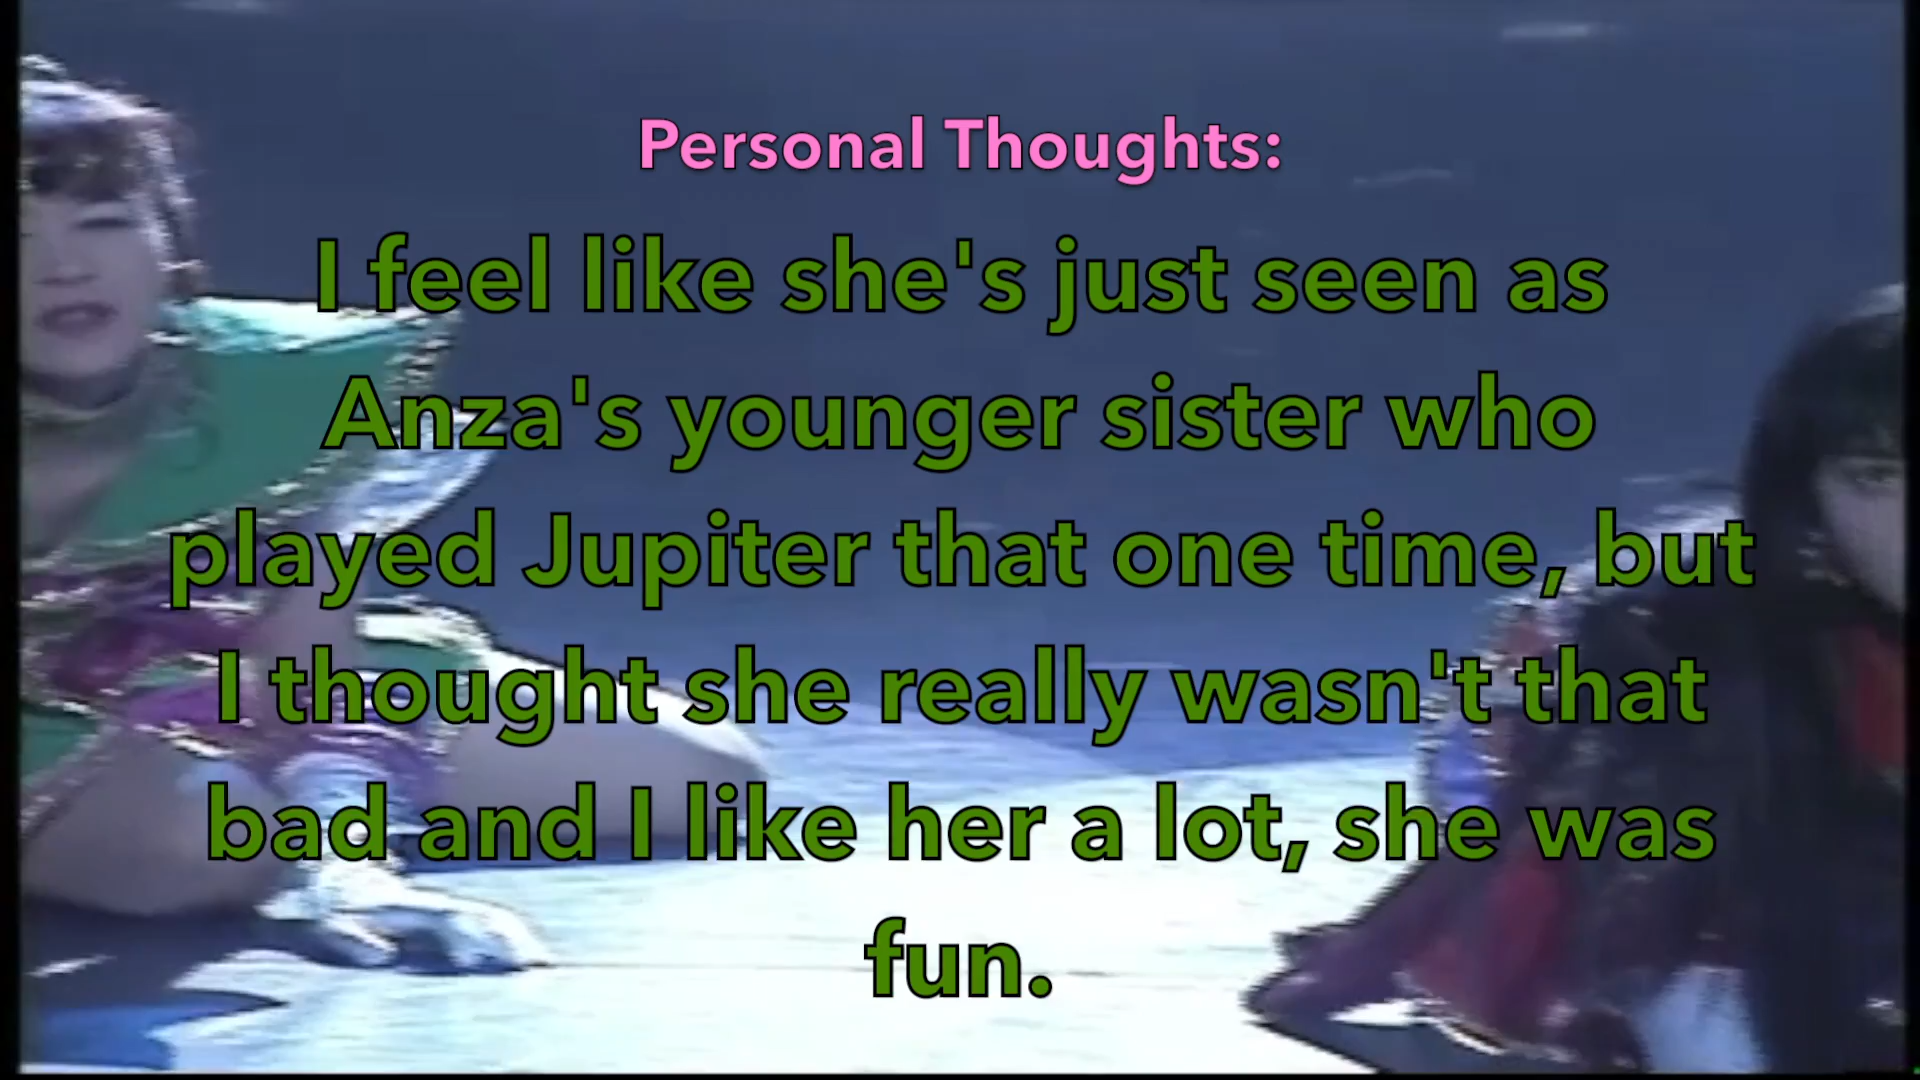 Personal Thoughts:
I feel like she's just seen as
Anza's younger sister who
played Jupiter that one time, but
I thought she really wasn't that
bad and I like her a lot, she was
fun.